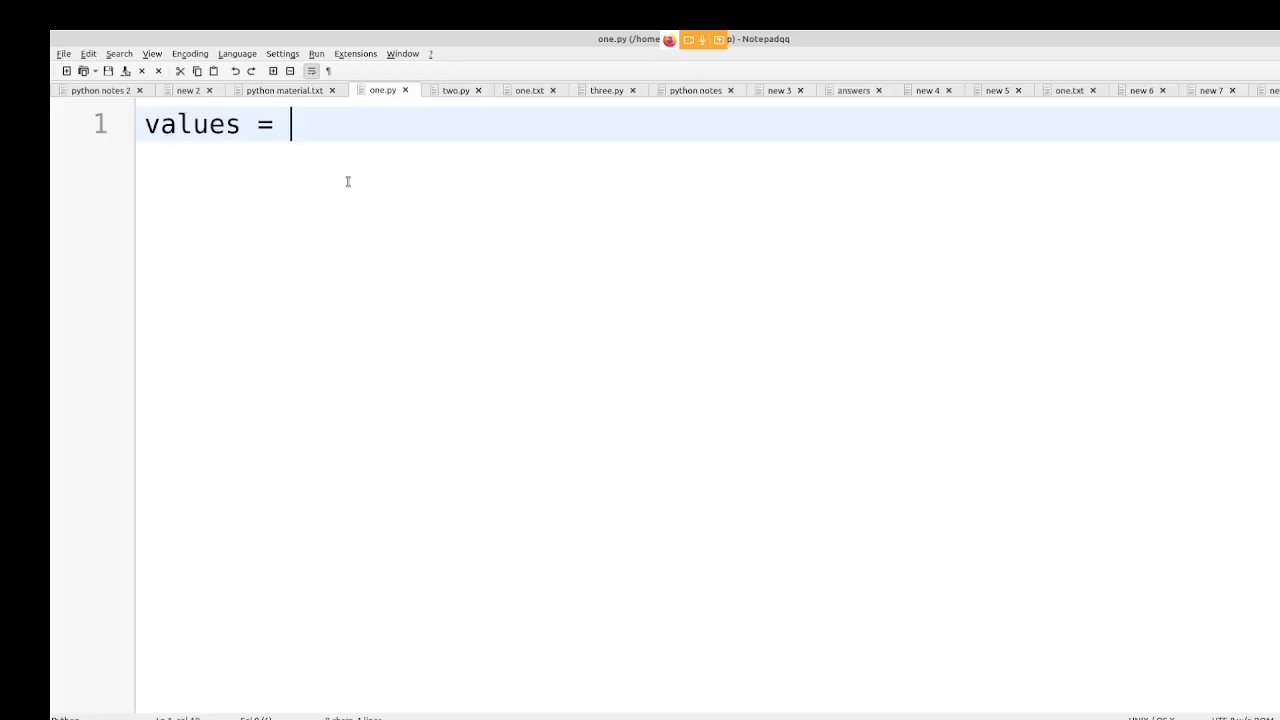 one.py (/home p) - Notepadqq
File Edit Search View Encoding Language Settings Run Extensions Window ?
python notes 2 new 2 python material.txt one.py two.py one.txt three.py python notes new 3 answers new 4 new 5 one.txt new 6 new 7
1 values =